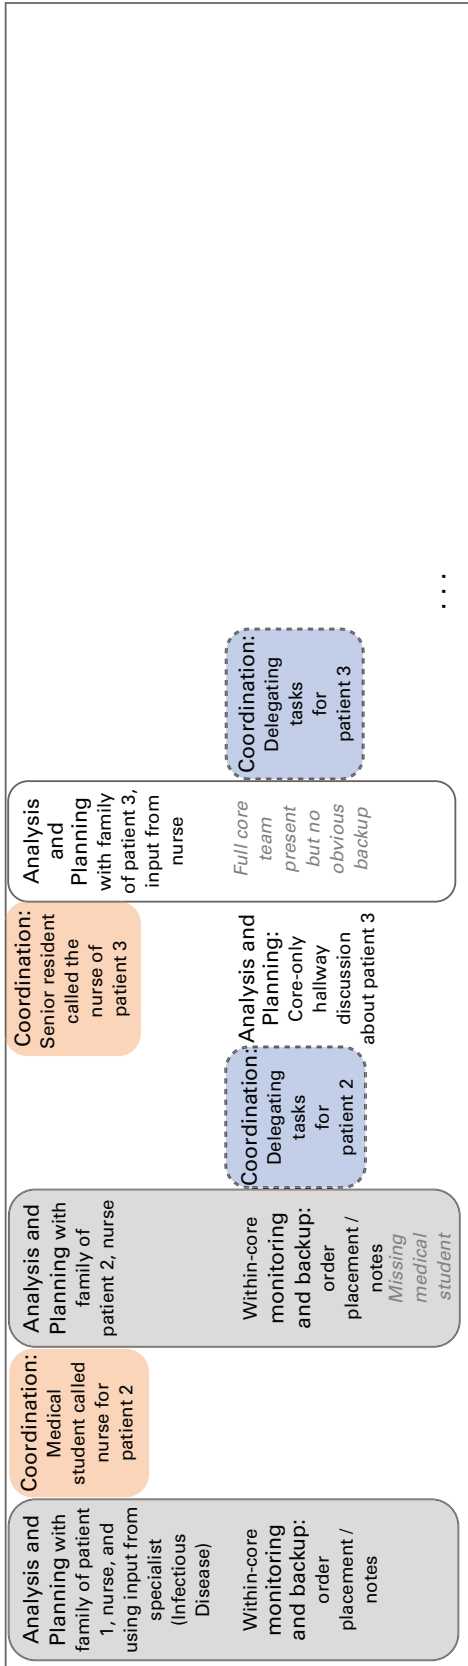 Analysis and
Planning with
family of patient
1, nurse, and
using input from
specialist
(Infectious
Disease)
Within-core
monitoring
and backup:
order
placement /
notes
Coordination:
Medical
student called
nurse for
patient 2
Analysis and
Planning with
family of
patient 2, nurse
Within-core
monitoring
and backup:
order
placement /
notes
Missing
medical
student
Coordination:
Delegating
tasks
for
patient 2
Coordination:
Senior resident
called the
nurse of
patient 3
Analysis and
Planning:
Core-only
hallway
discussion
about patient 3
Analysis
and
Planning
with family
of patient 3,
input from
nurse
Full core
team
present
but no
obvious
backup
Coordination:
Delegating
tasks
for
patient 3
...